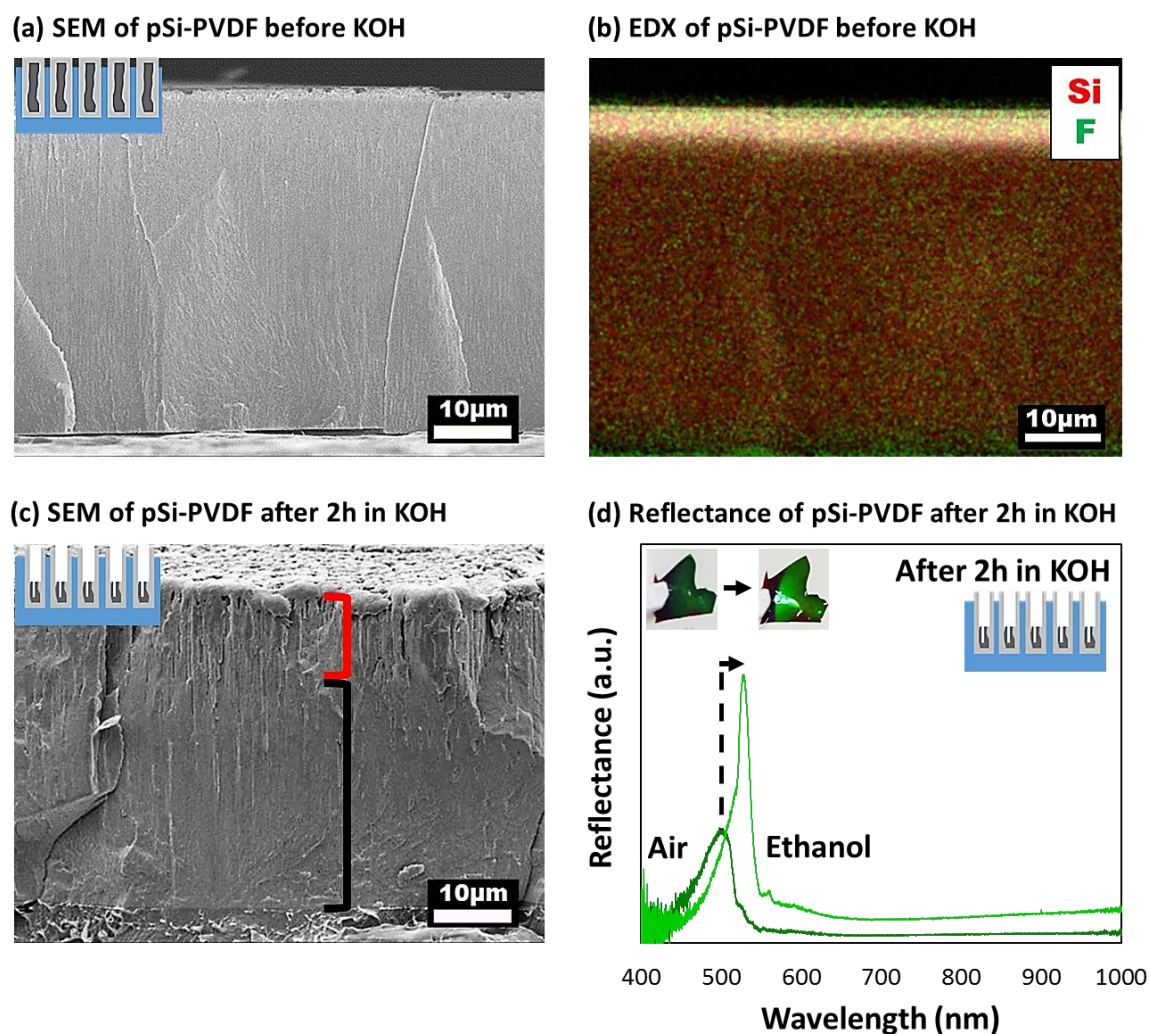 (a) SEM of pSi-PVDF before KOH
10µm
(b) EDX of pSi-PVDF before KOH
Si
F
10µm
(c) SEM of pSi-PVDF after 2h in KOH
10µm
(d) Reflectance of pSi-PVDF after 2h in KOH
After 2h in KOH
Reflectance (a.u.)
Air
Ethanol
400 500 600 700 800 900 1000
Wavelength (nm)